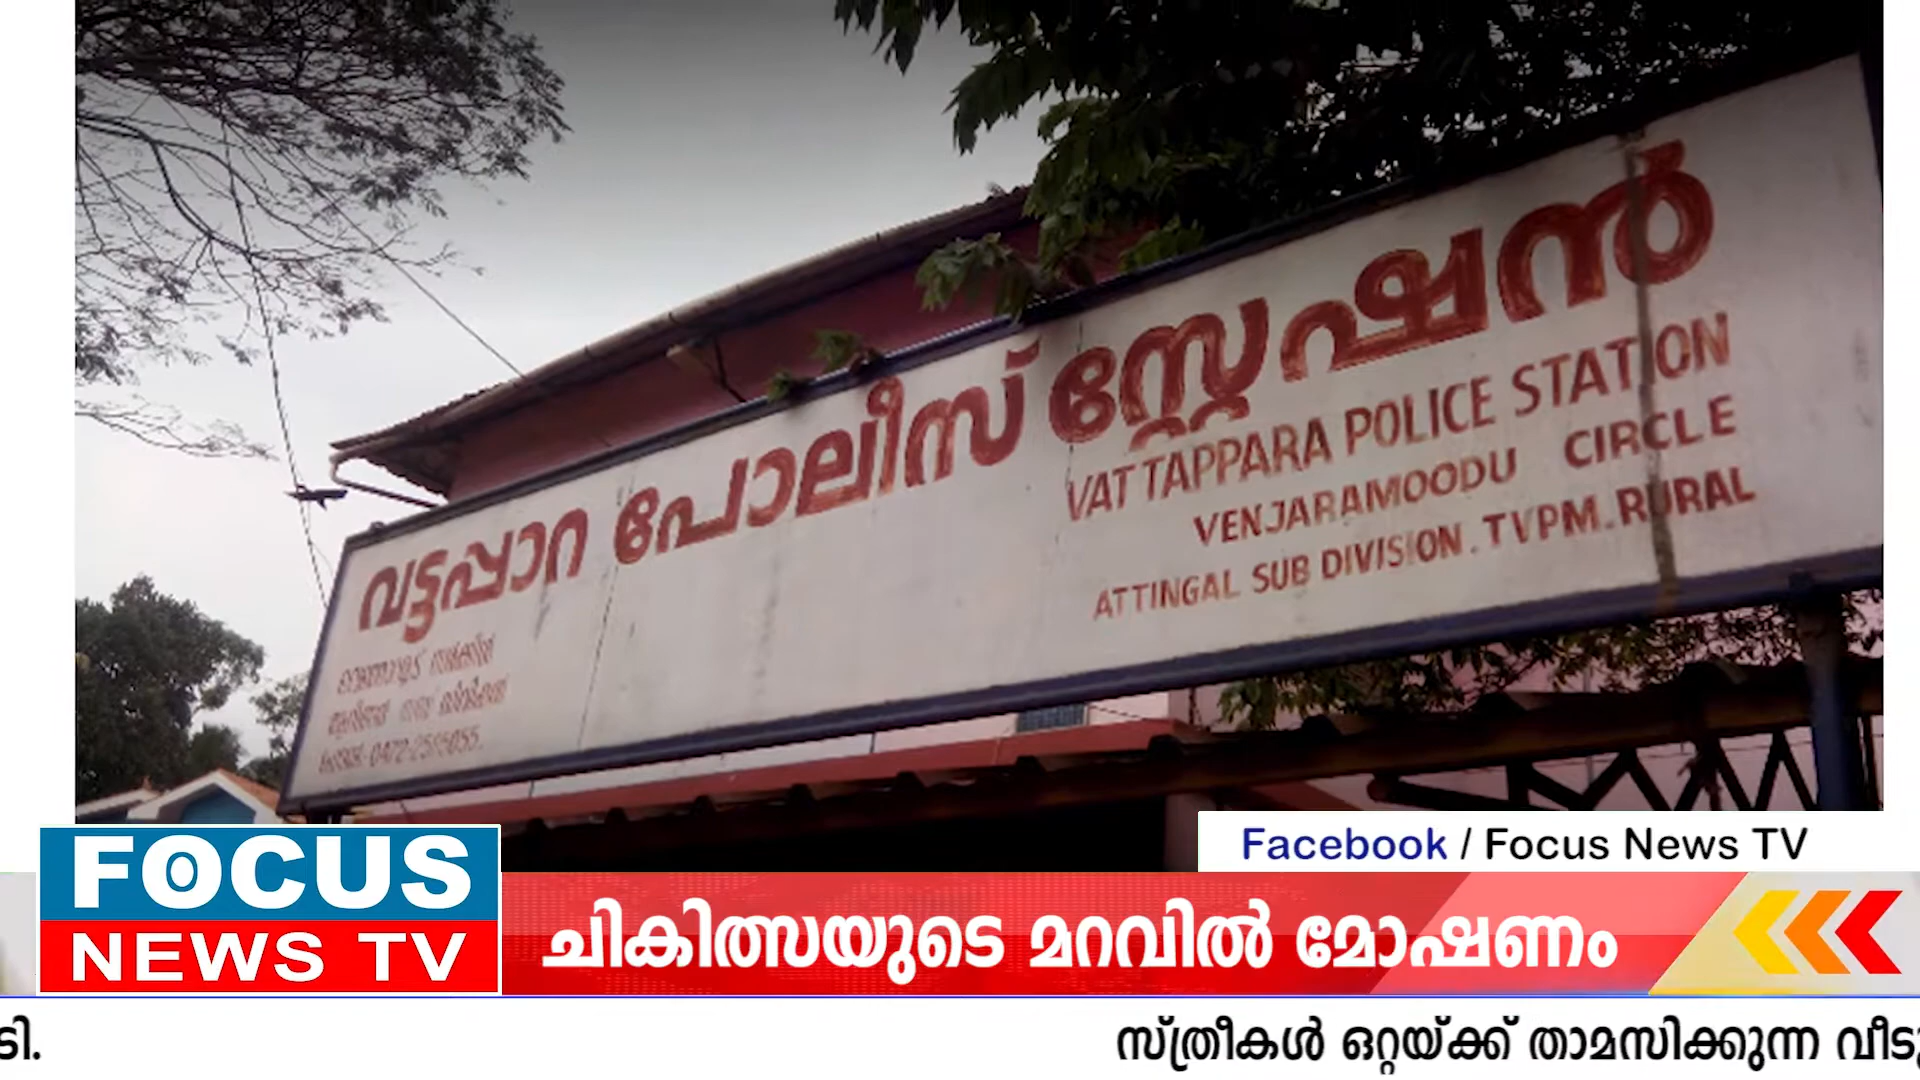 വട്ടപ്പാറ പോലീസ് സ്റ്റേഷൻ
VATTAPPARA POLICE STATION
VENJARAMOODU CIRCLE
ATTINGAL SUB DIVISION. TVPM. RURAL
Facebook / Focus News TV
FOCUS
NEWS TV
ചികിത്സയുടെ മറവിൽ മോഷണം
സ്ത്രീകൾ ഒറ്റയ്ക്ക് താമസിക്കുന്ന